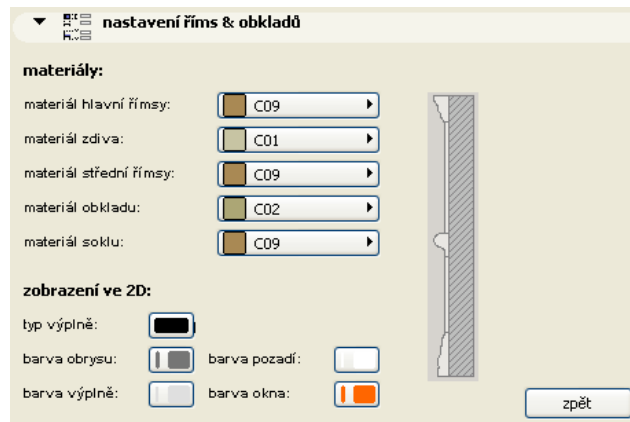 nastavení říms & obkladů
materiály:
materiál hlavní římsy: C09
materiál zdiva: C01
materiál střední římsy: C09
materiál obkladu: C02
materiál soklu: C09
zobrazení ve 2D:
typ výplně:
barva obrysu: barva pozadí:
barva výplně: barva okna:
zpět